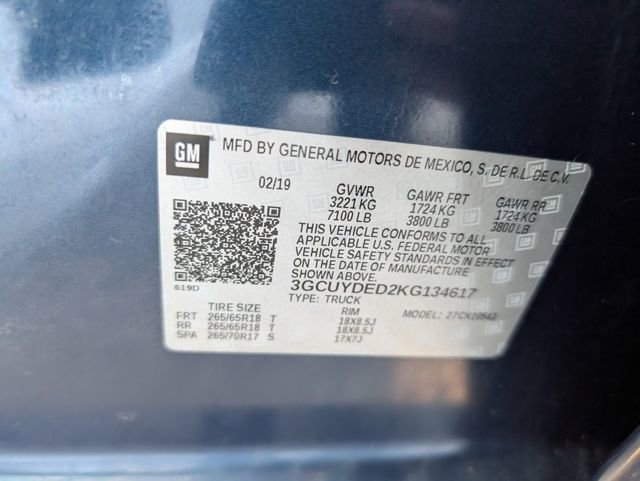 GM
MFD BY GENERAL MOTORS DE MEXICO, S. DE R.L. DE C.V.
02/19 GVWR GAWR FRT GAWR RR
3221 KG 1724 KG 1724 KG
7100 LB 3800 LB 3800 LB
THIS VEHICLE CONFORMS TO ALL
APPLICABLE U.S. FEDERAL MOTOR
VEHICLE SAFETY STANDARDS IN EFFECT
ON THE DATE OF MANUFACTURE
SHOWN ABOVE.
619D
3GCUYDED2KG134617
TYPE: TRUCK
TIRE SIZE RIM MODEL:
FRT 265/65R18 T 18X8.5J
RR 265/65R18 T 18X8.5J
SPA 265/70R17 S 17X7J